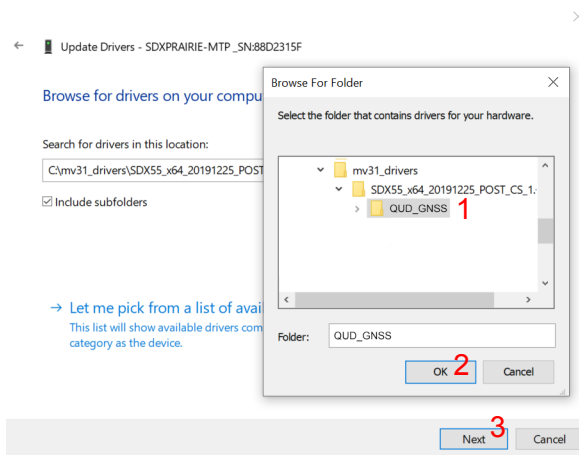 Update Drivers - SDXPRAIRIE-MTP _SN:88D2315F
Browse for drivers on your compu
Search for drivers in this location:
C:\mv31_drivers\SDX55_x64_20191225_POST
Include subfolders
Let me pick from a list of avai
This list will show available drivers com
category as the device.
Browse For Folder
Select the folder that contains drivers for your hardware.
mv31_drivers
SDX55_x64_20191225_POST_CS_1.
QUD_GNSS 1
Folder: QUD_GNSS
OK 2 Cancel
3
Next Cancel